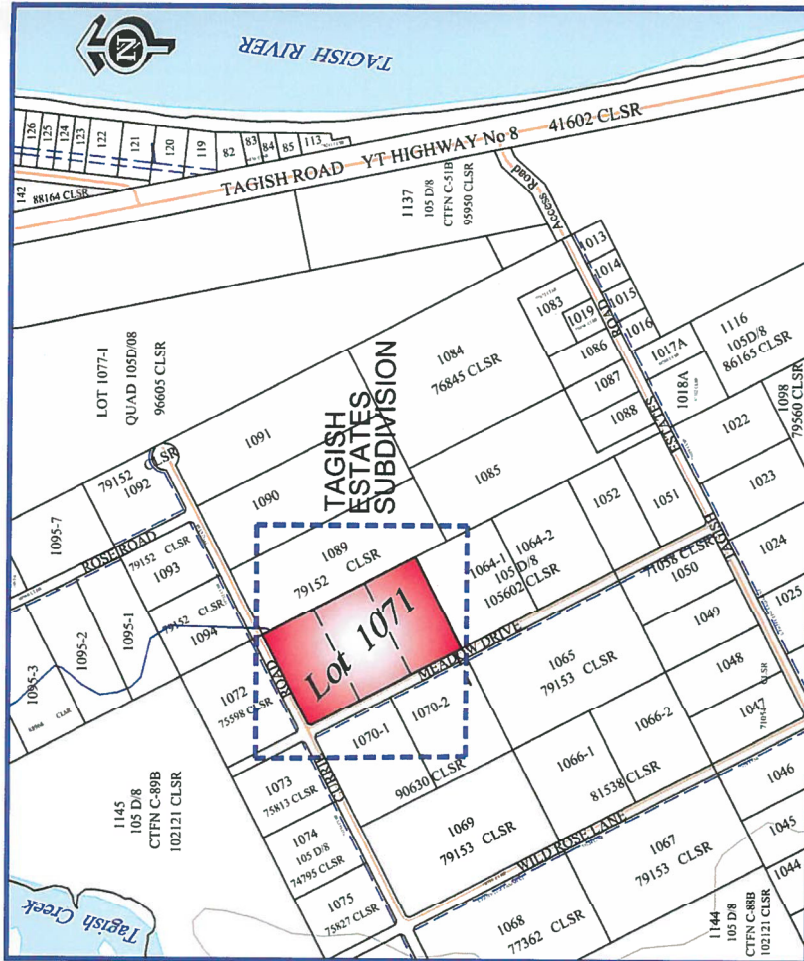 N
TAGISH RIVER
126
125
124
123
122
121
120
119
82
83
84
85
113
142
88164 CLSR
TAGISH ROAD YT HIGHWAY No 8 41602 CLSR
1137
105 D/8
CTFN C-51B
95950 CLSR
Access Road
LOT 1077-1
QUAD 105D/08
96605 CLSR
1013
1014
1015
1016
1083
1019
1086
1087
1088
1017A
1018A
1116
105D/8
86165 CLSR
1084
76845 CLSR
TAGISH
ESTATES
SUBDIVISION
1091
1090
1089
79152 CLSR
1085
79152 CLSR
1092
1095-7
ROSE ROAD
79152 CLSR
1093
79152 CLSR
1094
1095-1
1095-2
1095-3
CLSR
1052
1051
1064-1
1064-2
105 D/8
105602 CLSR
71058 CLSR
TAGISH ESTATES ROAD
1022
1098
79560 CLSR
1023
1024
1025
Lot 1071
MEADOW DRIVE
CURRIE ROAD
1072
75598 CLSR
1070-1
1070-2
90630 CLSR
1065
79153 CLSR
1050
1049
1048
1047
CLSR
1145
105 D/8
CTFN C-89B
102121 CLSR
1073
75813 CLSR
1074
105 D/8
74795 CLSR
1075
75827 CLSR
1069
79153 CLSR
1066-1
1066-2
81538 CLSR
WILD ROSE LANE
1046
1045
1044
1067
79153 CLSR
1068
77362 CLSR
1144
105 D/8
CTFN C-88B
102121 CLSR
Tagish Creek